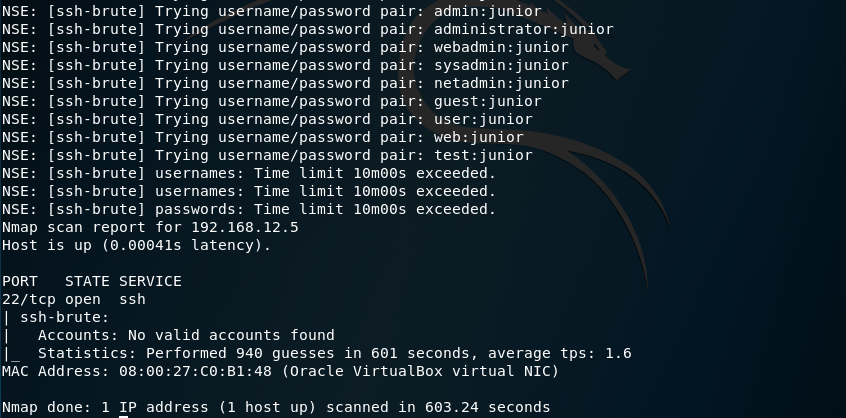 NSE: [ssh-brute] Trying username/password pair: admin:junior
NSE: [ssh-brute] Trying username/password pair: administrator:junior
NSE: [ssh-brute] Trying username/password pair: webadmin:junior
NSE: [ssh-brute] Trying username/password pair: sysadmin:junior
NSE: [ssh-brute] Trying username/password pair: netadmin:junior
NSE: [ssh-brute] Trying username/password pair: guest:junior
NSE: [ssh-brute] Trying username/password pair: user:junior
NSE: [ssh-brute] Trying username/password pair: web:junior
NSE: [ssh-brute] Trying username/password pair: test:junior
NSE: [ssh-brute] usernames: Time limit 10m00s exceeded.
NSE: [ssh-brute] usernames: Time limit 10m00s exceeded.
NSE: [ssh-brute] passwords: Time limit 10m00s exceeded.
Nmap scan report for 192.168.12.5
Host is up (0.00041s latency).
PORT   STATE SERVICE
22/tcp open  ssh
| ssh-brute:
|   Accounts: No valid accounts found
|_  Statistics: Performed 940 guesses in 601 seconds, average tps: 1.6
MAC Address: 08:00:27:C0:B1:48 (Oracle VirtualBox virtual NIC)
Nmap done: 1 IP address (1 host up) scanned in 603.24 seconds